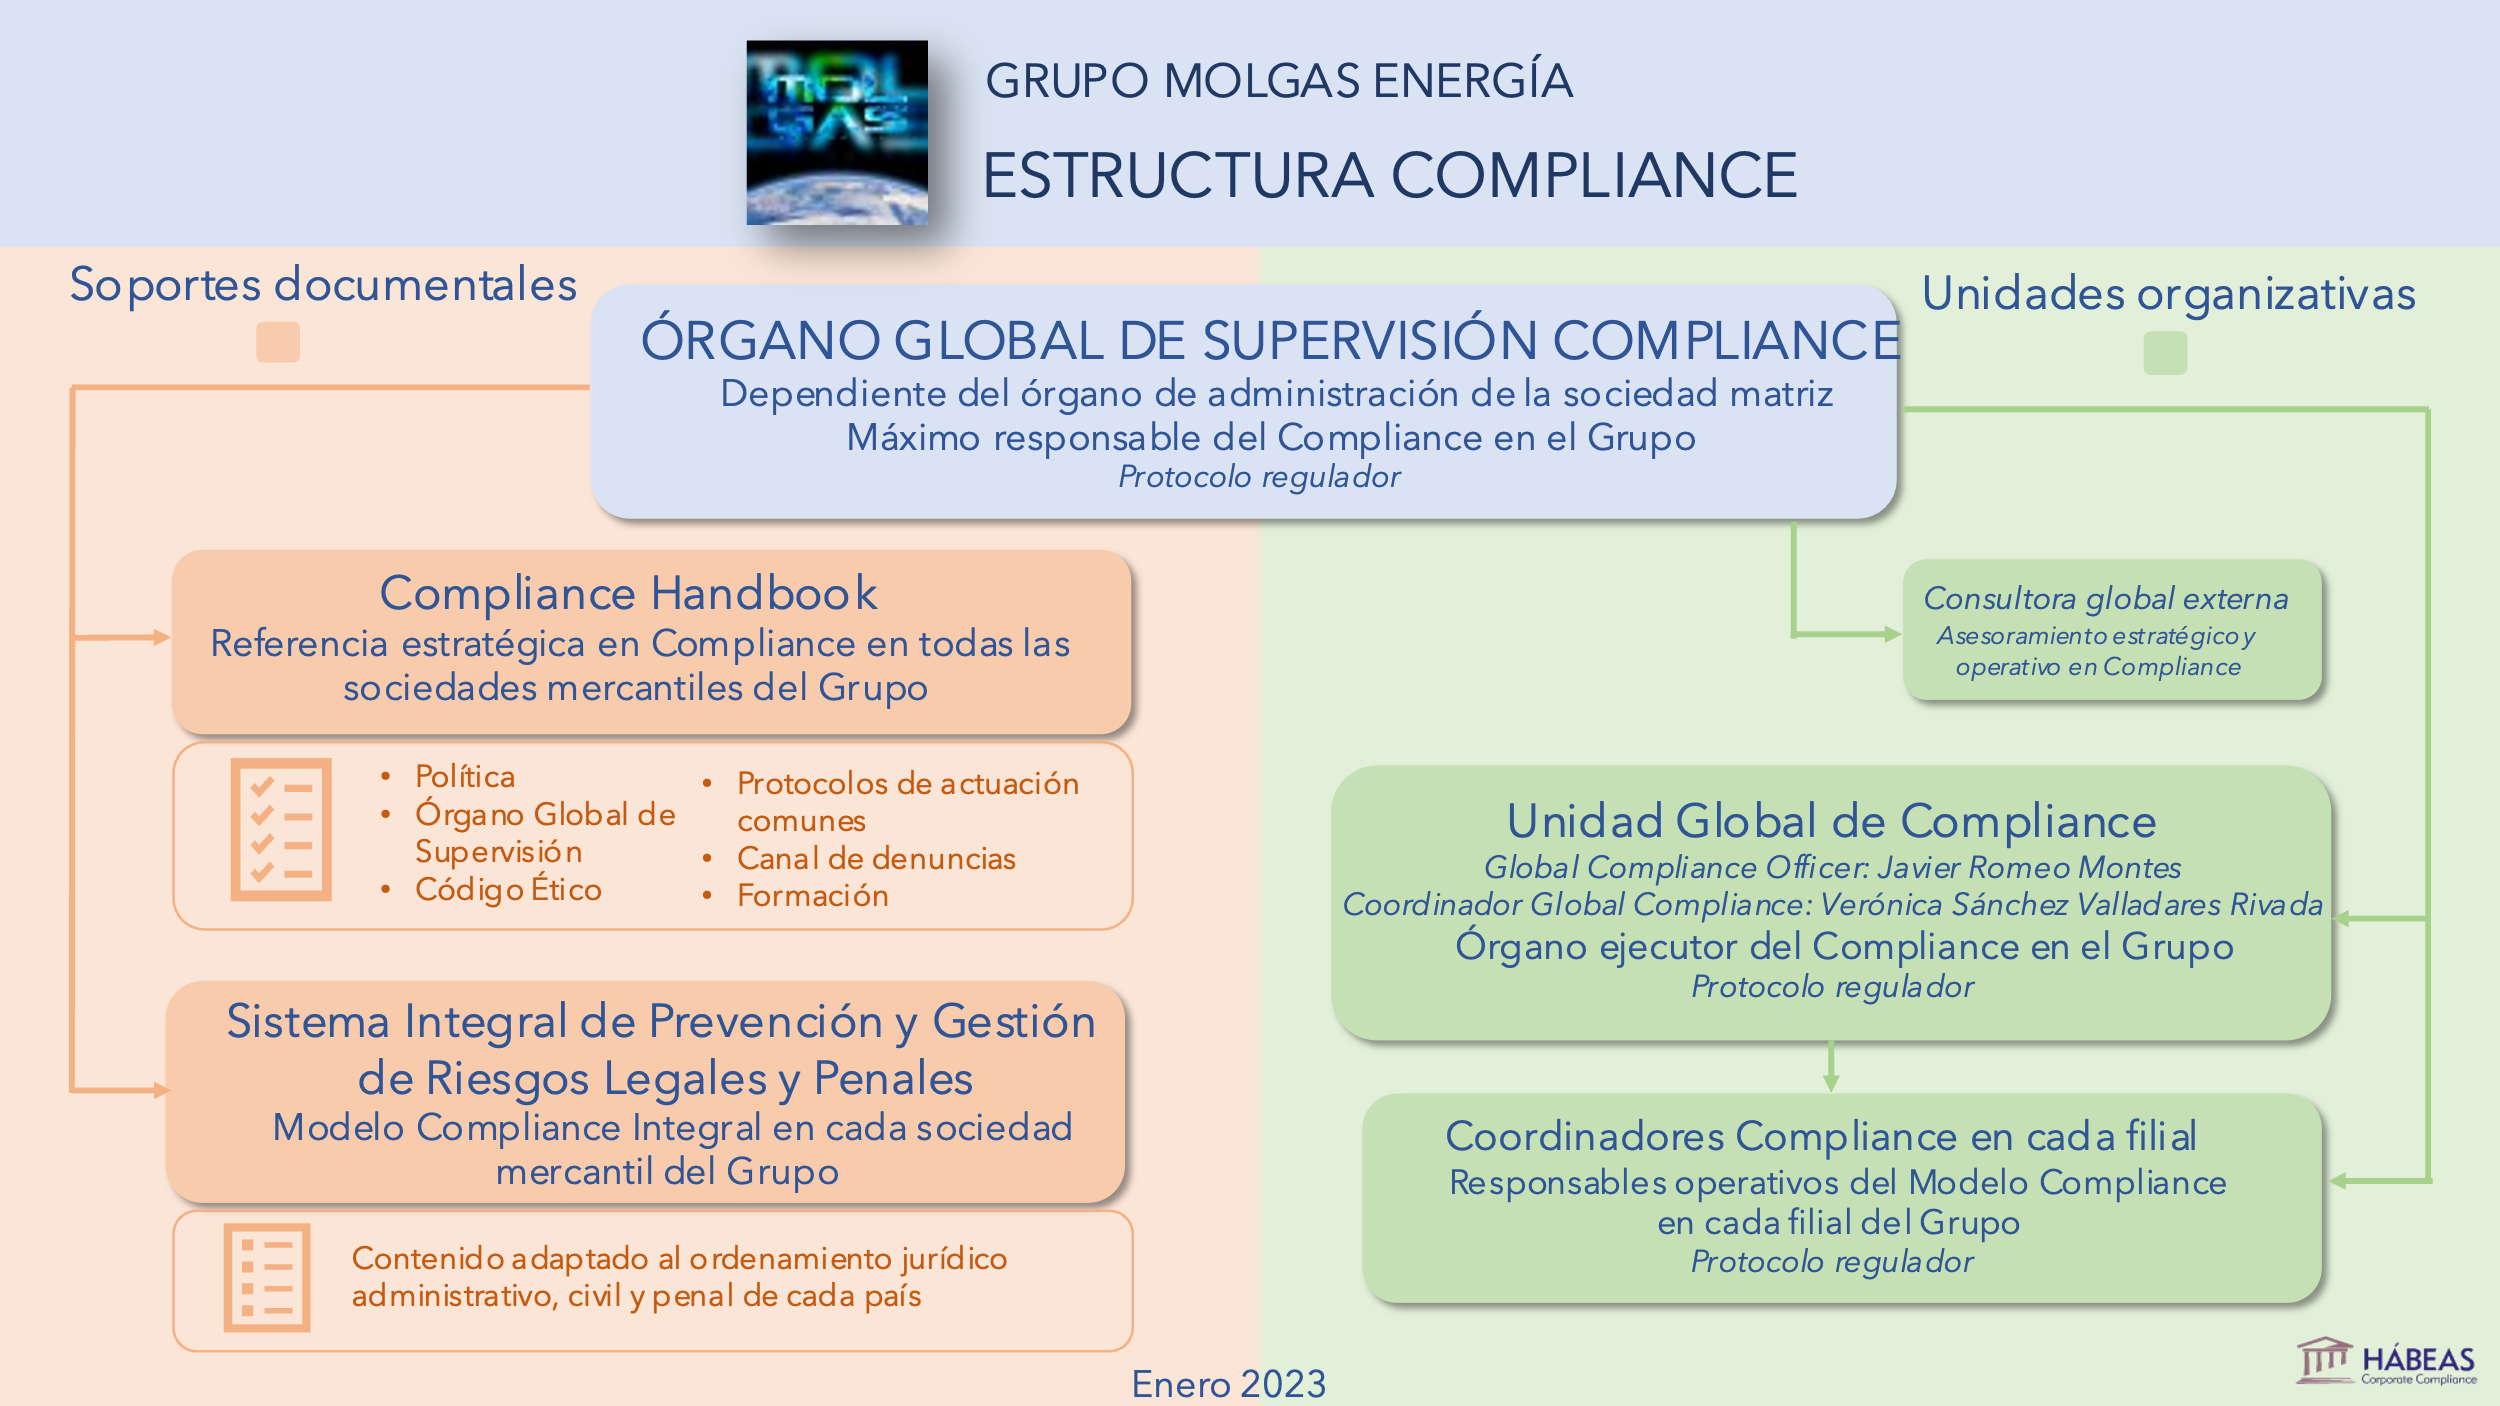 MOL
GAS
GRUPO MOLGAS ENERGÍA
ESTRUCTURA COMPLIANCE
Soportes documentales
Unidades organizativas
ÓRGANO GLOBAL DE SUPERVISIÓN COMPLIANCE
Dependiente del órgano de administración de la sociedad matriz
Máximo responsable del Compliance en el Grupo
Protocolo regulador
Compliance Handbook
Referencia estratégica en Compliance en todas las
sociedades mercantiles del Grupo
• Política
• Órgano Global de
Supervisión
• Código Ético
• Protocolos de actuación
comunes
• Canal de denuncias
• Formación
Sistema Integral de Prevención y Gestión
de Riesgos Legales y Penales
Modelo Compliance Integral en cada sociedad
mercantil del Grupo
Contenido adaptado al ordenamiento jurídico
administrativo, civil y penal de cada país
Consultora global externa
Asesoramiento estratégico y
operativo en Compliance
Unidad Global de Compliance
Global Compliance Officer: Javier Romeo Montes
Coordinador Global Compliance: Verónica Sánchez Valladares Rivada
Órgano ejecutor del Compliance en el Grupo
Protocolo regulador
Coordinadores Compliance en cada filial
Responsables operativos del Modelo Compliance
en cada filial del Grupo
Protocolo regulador
Enero 2023
HÁBEAS
Corporate Compliance